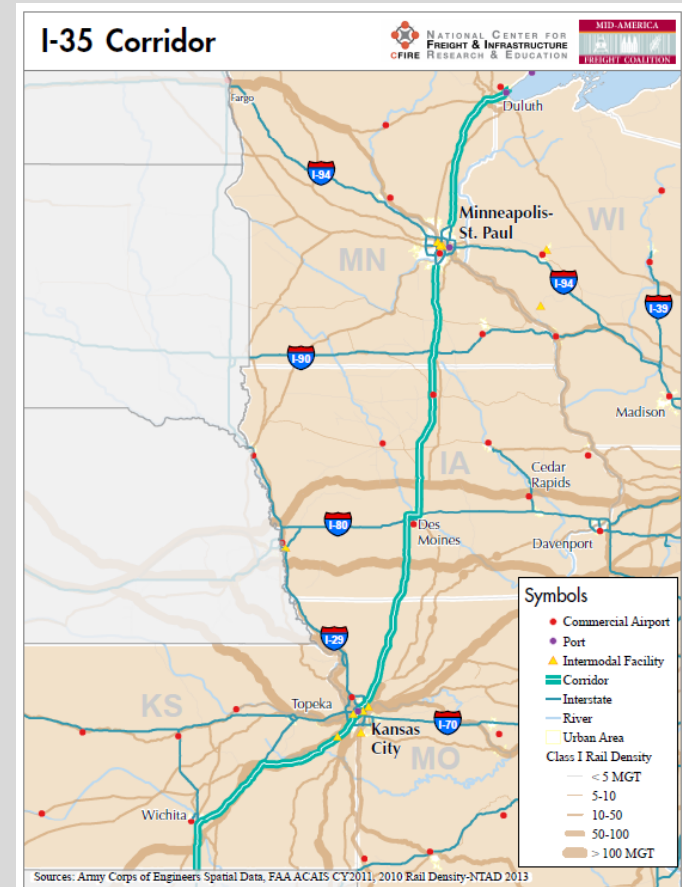 I-35 Corridor
CFIRE
NATIONAL CENTER FOR
FREIGHT & INFRASTRUCTURE
RESEARCH & EDUCATION
MID-AMERICA
FREIGHT COALITION
Fargo
Duluth
I-94
Minneapolis-
St. Paul
WI
MN
I-94
I-39
I-90
Madison
IA
Cedar
Rapids
I-80
Des
Moines
Davenport
I-29
KS
Topeka
I-70
Kansas
City
MO
Wichita
Symbols
Commercial Airport
Port
Intermodal Facility
Corridor
Interstate
River
Urban Area
Class I Rail Density
< 5 MGT
5-10
10-50
50-100
> 100 MGT
Sources: Army Corps of Engineers Spatial Data, FAA ACAIS CY2011, 2010 Rail Density-NTAD 2013